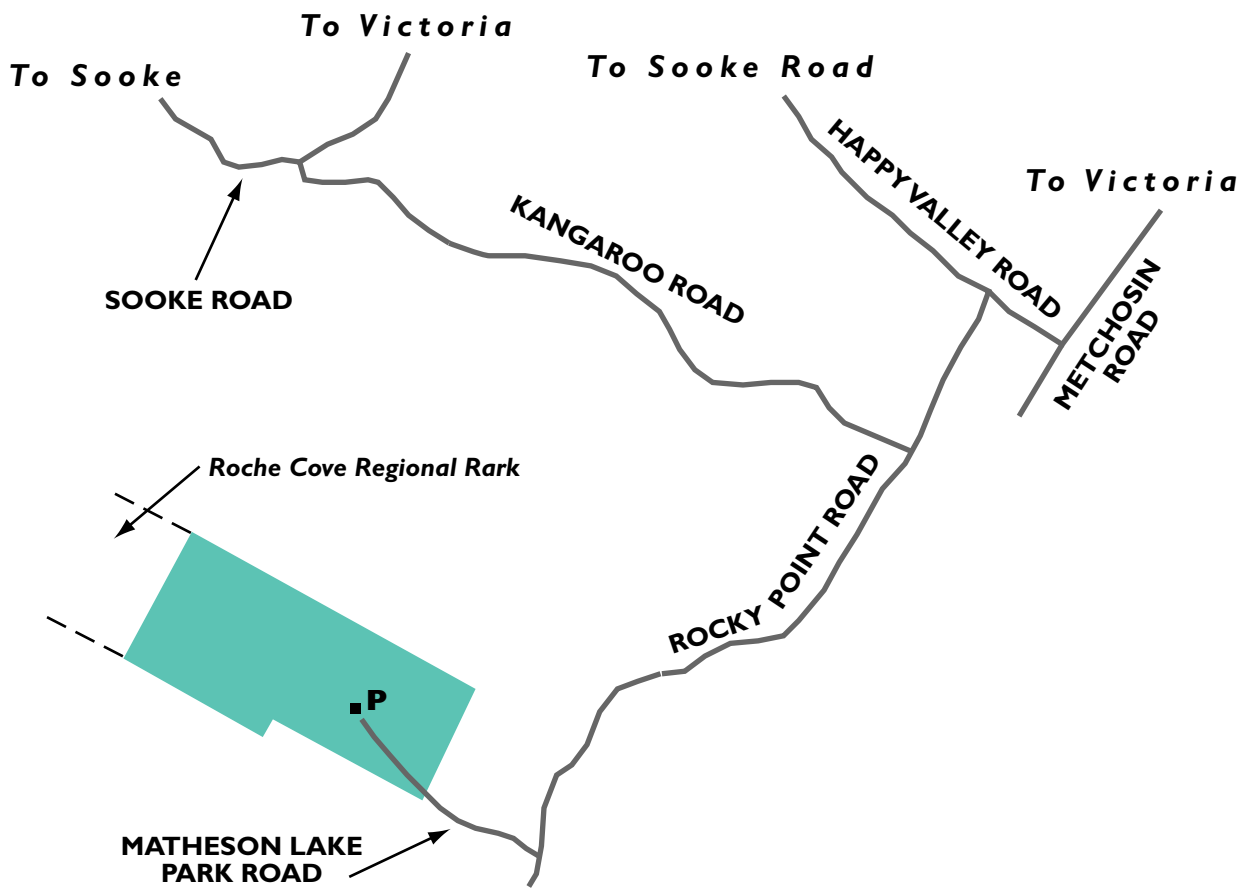 To Victoria
To Sooke
To Sooke Road
HAPPY VALLEY ROAD
To Victoria
KANGAROO ROAD
SOOKE ROAD
METCHOSIN
ROAD
Roche Cove Regional Rark
ROCKY POINT ROAD
P
MATHESON LAKE
PARK ROAD